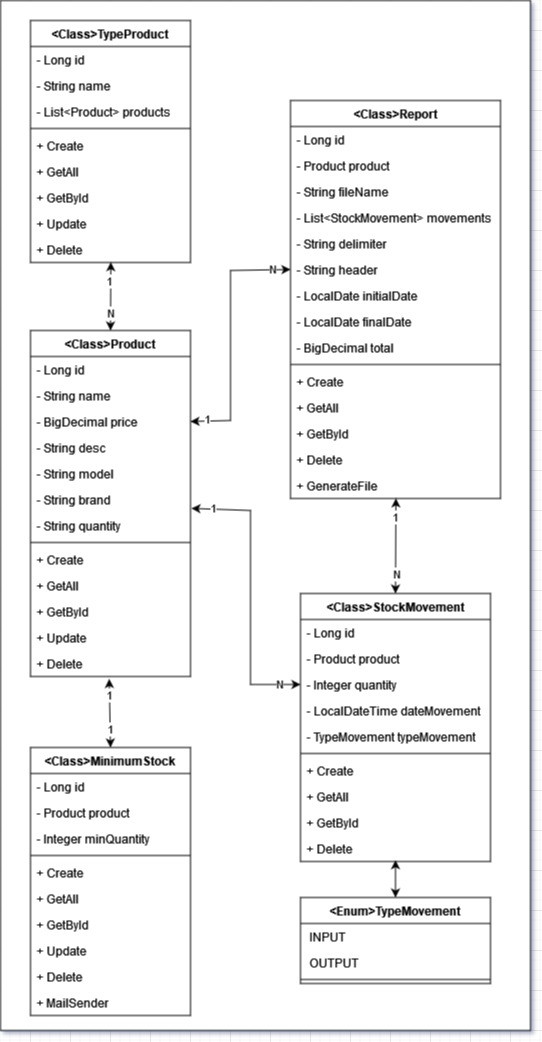 <Class>TypeProduct
- Long id
- String name
- List<Product> products
+ Create
+ GetAll
+ GetById
+ Update
+ Delete
1
N
<Class>Product
- Long id
- String name
- BigDecimal price
- String desc
- String model
- String brand
- String quantity
+ Create
+ GetAll
+ GetById
+ Update
+ Delete
1
1
<Class>MinimumStock
- Long id
- Product product
- Integer minQuantity
+ Create
+ GetAll
+ GetById
+ Update
+ Delete
+ MailSender
1
N
1
N
<Class>Report
- Long id
- Product product
- String fileName
- List<StockMovement> movements
- String delimiter
- String header
- LocalDate initialDate
- LocalDate finalDate
- BigDecimal total
+ Create
+ GetAll
+ GetById
+ Delete
+ GenerateFile
1
N
<Class>StockMovement
- Long id
- Product product
- Integer quantity
- LocalDateTime dateMovement
- TypeMovement typeMovement
+ Create
+ GetAll
+ GetById
+ Delete
<Enum>TypeMovement
INPUT
OUTPUT